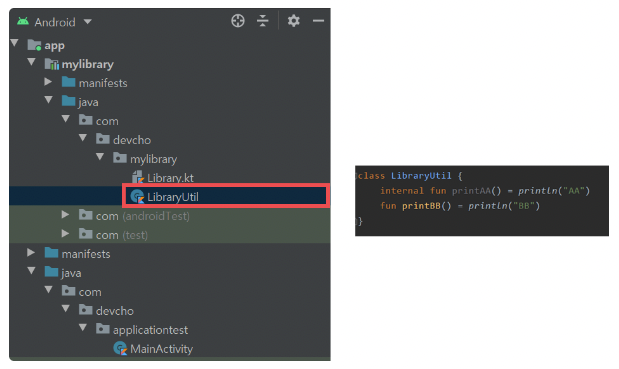 Android
app
mylibrary
manifests
java
com
devcho
mylibrary
Library.kt
LibraryUtil
com (androidTest)
com (test)
manifests
java
com
devcho
applicationtest
MainActivity
class LibraryUtil {
internal fun printAA() = println("AA")
fun printBB() = println("BB")
}